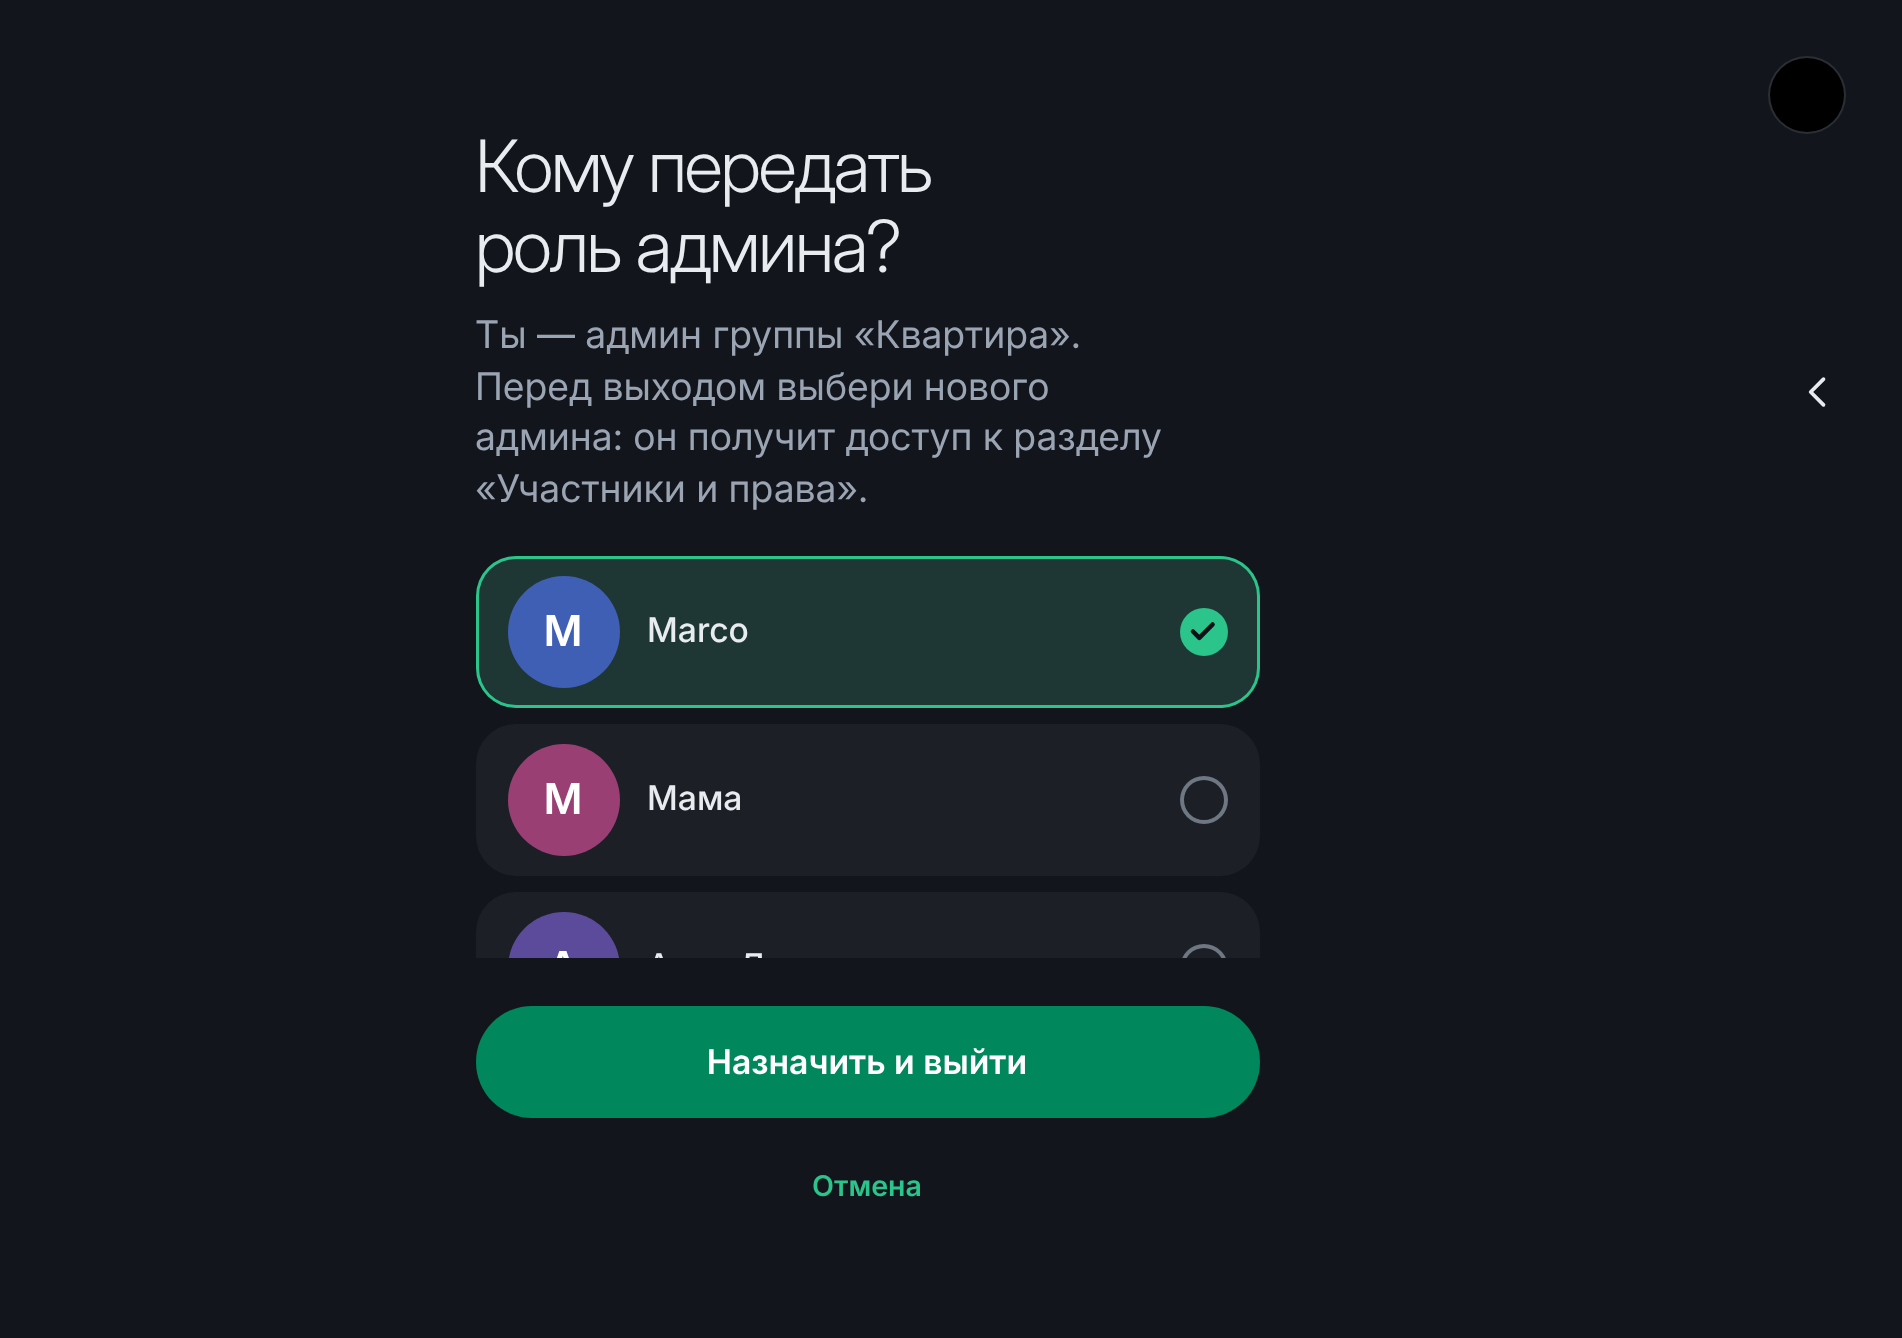 Кому передать
роль админа?
Ты — админ группы «Квартира».
Перед выходом выбери нового
админа: он получит доступ к разделу
«Участники и права».
M Marco
М Мама
Назначить и выйти
Отмена